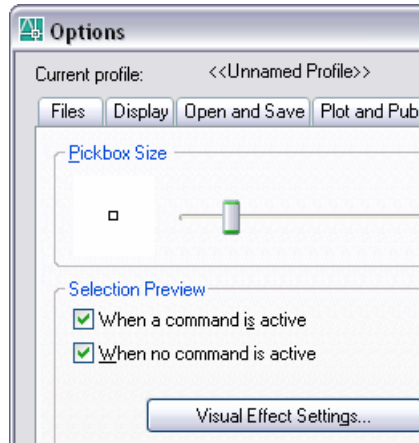 Options
Current profile: <<Unnamed Profile>>
Files Display Open and Save Plot and Pub
Pickbox Size
Selection Preview
When a command is active
When no command is active
Visual Effect Settings...